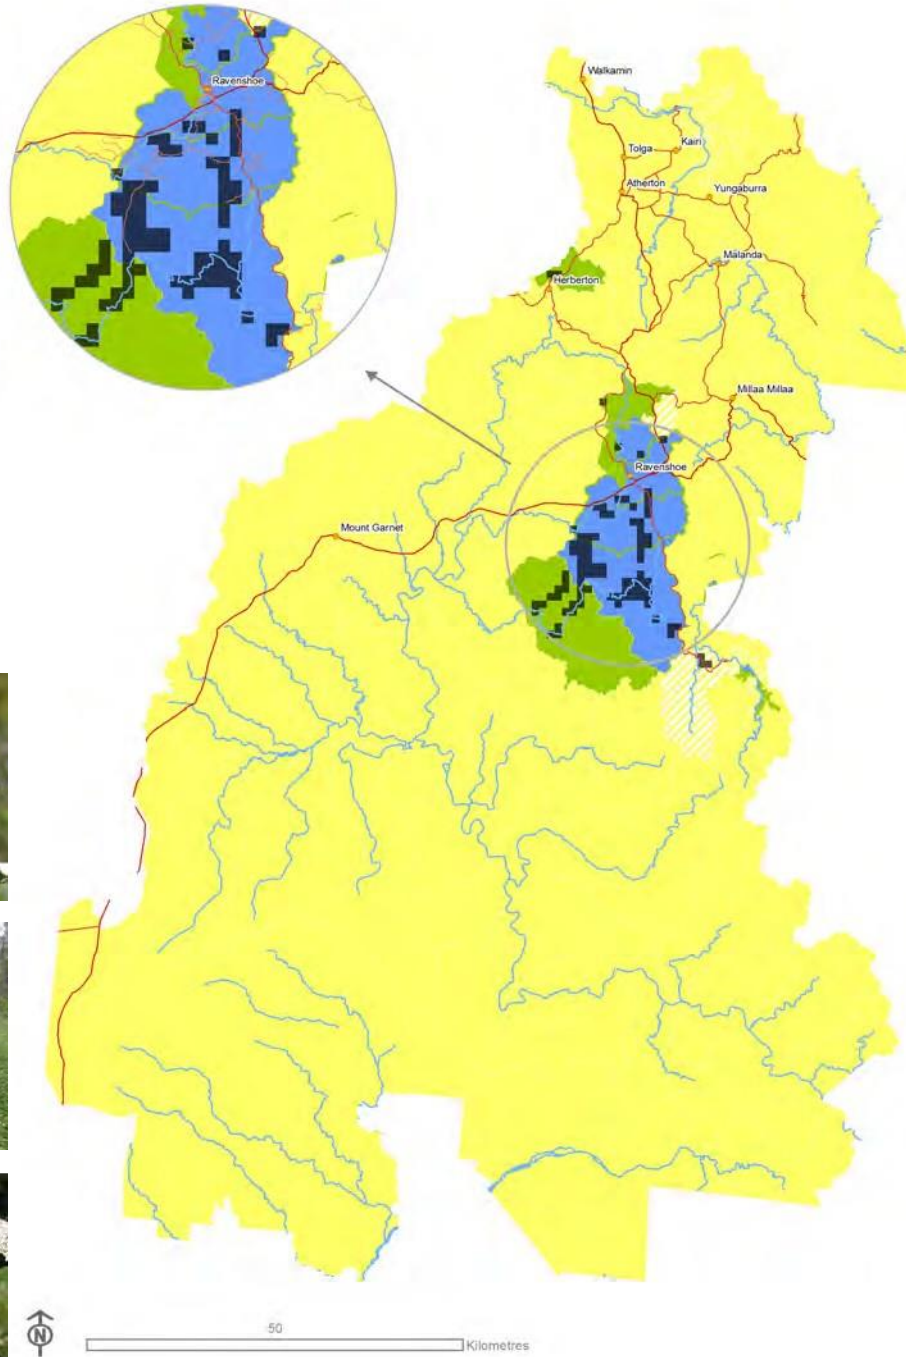 Ravenshoe
Walkamin
Tolga
Kairi
Atherton
Yungaburra
Malanda
Herberton
Millaa Millaa
Ravenshoe
Mount Garnet
N
50
Kilometres